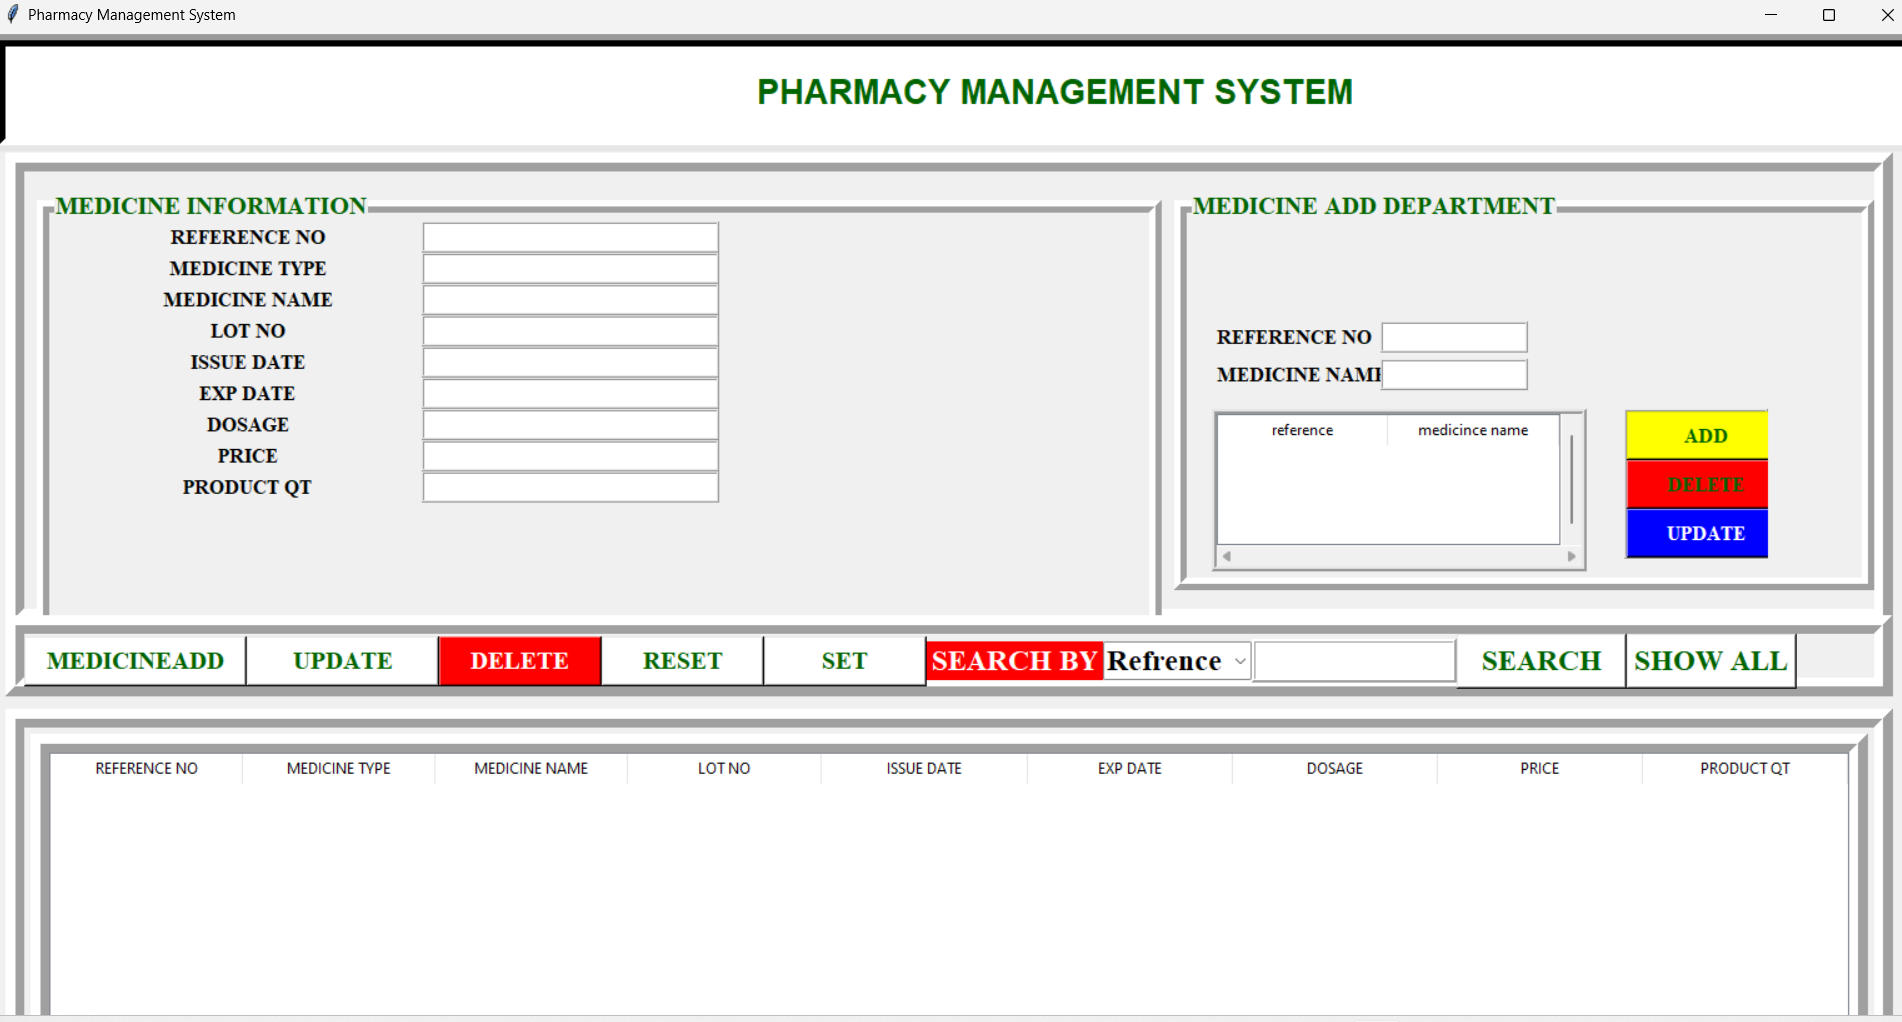 Pharmacy Management System
PHARMACY MANAGEMENT SYSTEM
MEDICINE INFORMATION
REFERENCE NO
MEDICINE TYPE
MEDICINE NAME
LOT NO
ISSUE DATE
EXP DATE
DOSAGE
PRICE
PRODUCT QT
MEDICINE ADD DEPARTMENT
REFERENCE NO
MEDICINE NAME
reference medicince name
ADD
DELETE
UPDATE
MEDICINEADD UPDATE DELETE RESET SET SEARCH BY Refrence SEARCH SHOW ALL
REFERENCE NO MEDICINE TYPE MEDICINE NAME LOT NO ISSUE DATE EXP DATE DOSAGE PRICE PRODUCT QT